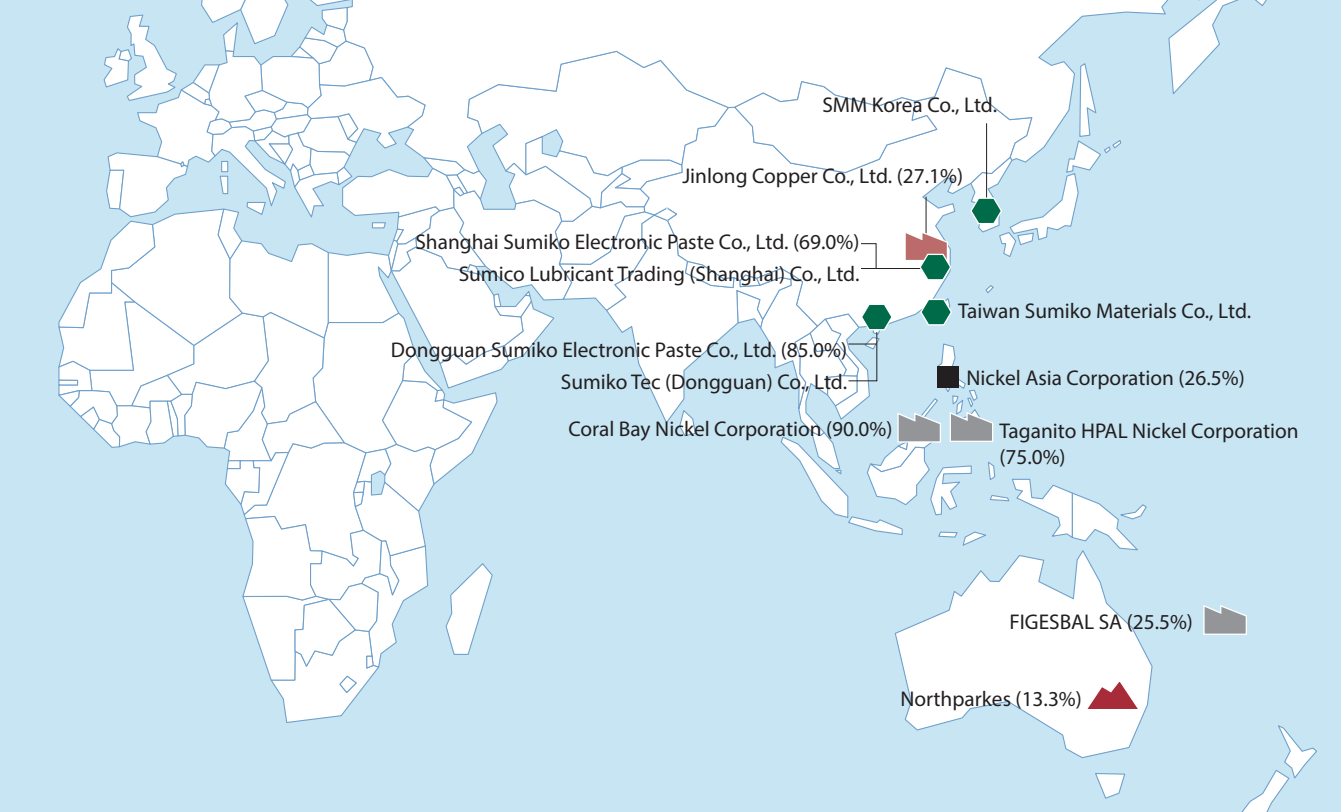 SMM Korea Co., Ltd.
Jinlong Copper Co., Ltd. (27.1%)
Shanghai Sumiko Electronic Paste Co., Ltd. (69.0%)
Sumico Lubricant Trading (Shanghai) Co., Ltd.
Taiwan Sumiko Materials Co., Ltd.
Dongguan Sumiko Electronic Paste Co., Ltd. (85.0%)
Sumiko Tec (Dongguan) Co., Ltd.
Nickel Asia Corporation (26.5%)
Coral Bay Nickel Corporation (90.0%)
Taganito HPAL Nickel Corporation
(75.0%)
FIGESBAL SA (25.5%)
Northparkes (13.3%)